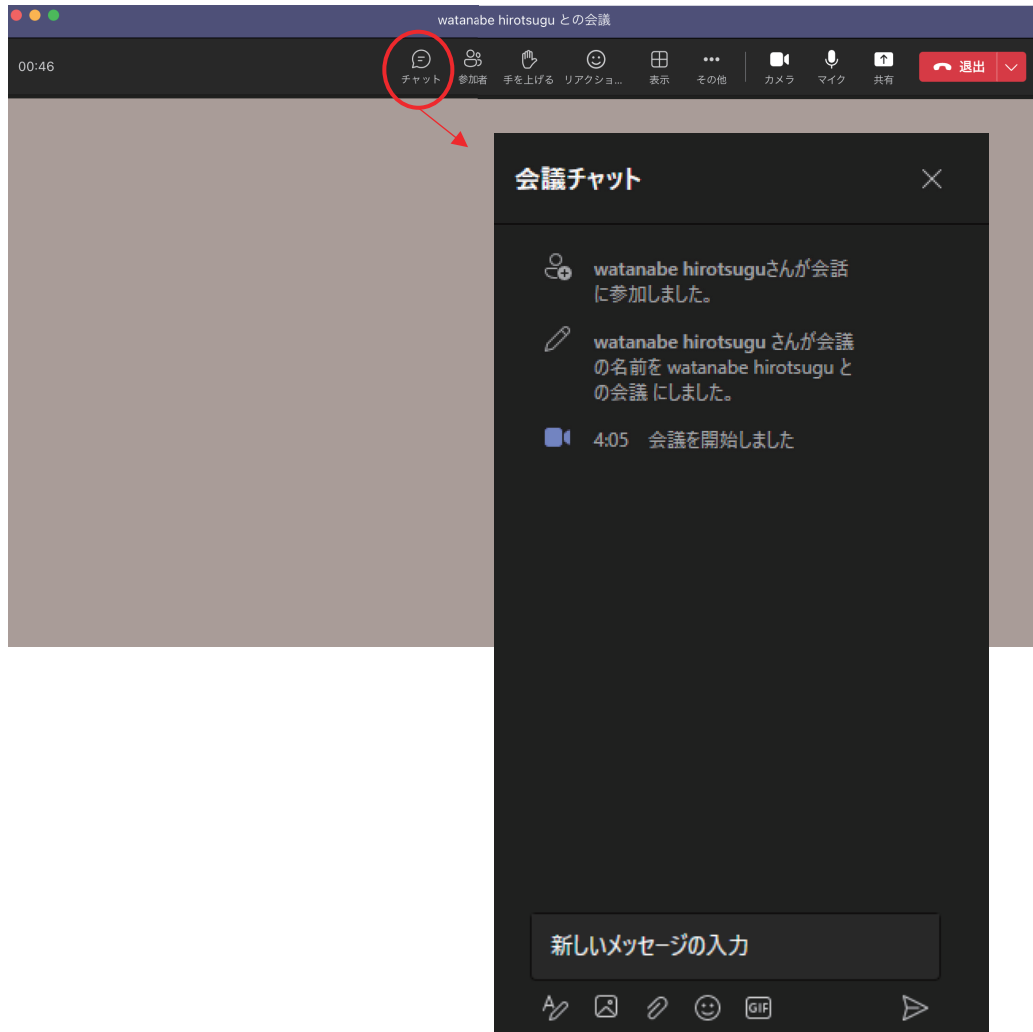 watanabe hirotsugu との会議
00:46
チャット 参加者 手を上げる リアクショ... 表示 その他 カメラ マイク 共有 退出
会議チャット
watanabe hirotsuguさんが会話
に参加しました。
watanabe hirotsugu さんが会議
の名前を watanabe hirotsugu と
の会議 にしました。
4:05 会議を開始しました
新しいメッセージの入力
GIF